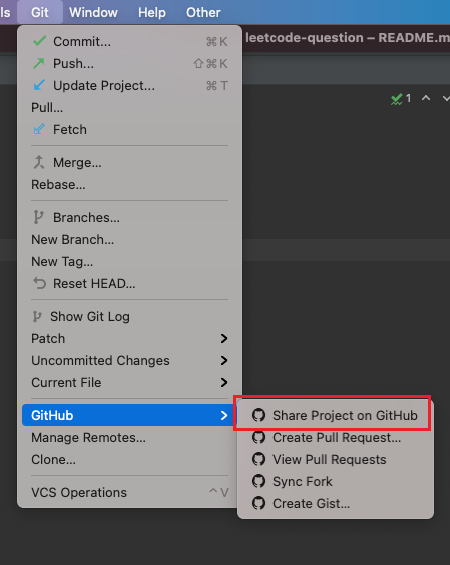 ls Git Window Help Other
leetcode-question – README.m
Commit... ⌘K
Push... ⇧⌘K
1
Update Project... ⌘T
Pull...
Fetch
Merge...
Rebase...
Branches...
New Branch...
New Tag...
Reset HEAD...
Show Git Log
Patch
Uncommitted Changes
Current File
GitHub
Share Project on GitHub
Manage Remotes...
Create Pull Request...
Clone...
View Pull Requests
Sync Fork
VCS Operations ^V
Create Gist...